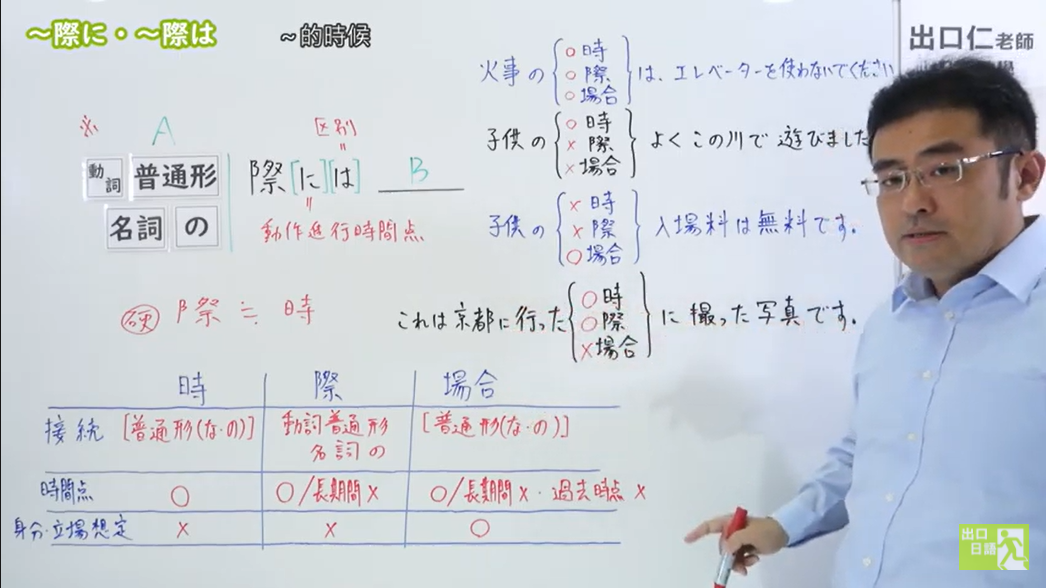 ～際に・～際は
～的時候
出口仁老師
※ A 区別
動詞 普通形 際[に][は] B
名詞 の
動作進行時間点
硬 際≒時
火事の{○時 ○際 ○場合}は、エレベーターを使わないでください
子供の{○時 ×際 ×場合}よくこの川で遊びました
子供の{×時 ×際 ○場合}入場料は無料です。
これは京都に行った{○時 ○際 ×場合}に撮った写真です。
時 際 場合
接続 [普通形(な・の)] 動詞普通形 名詞の [普通形(な・の)]
時間点 ○ ○/長期間× ○/長期間×・過去時点×
身分・立場想定 × × ○
出口
日語